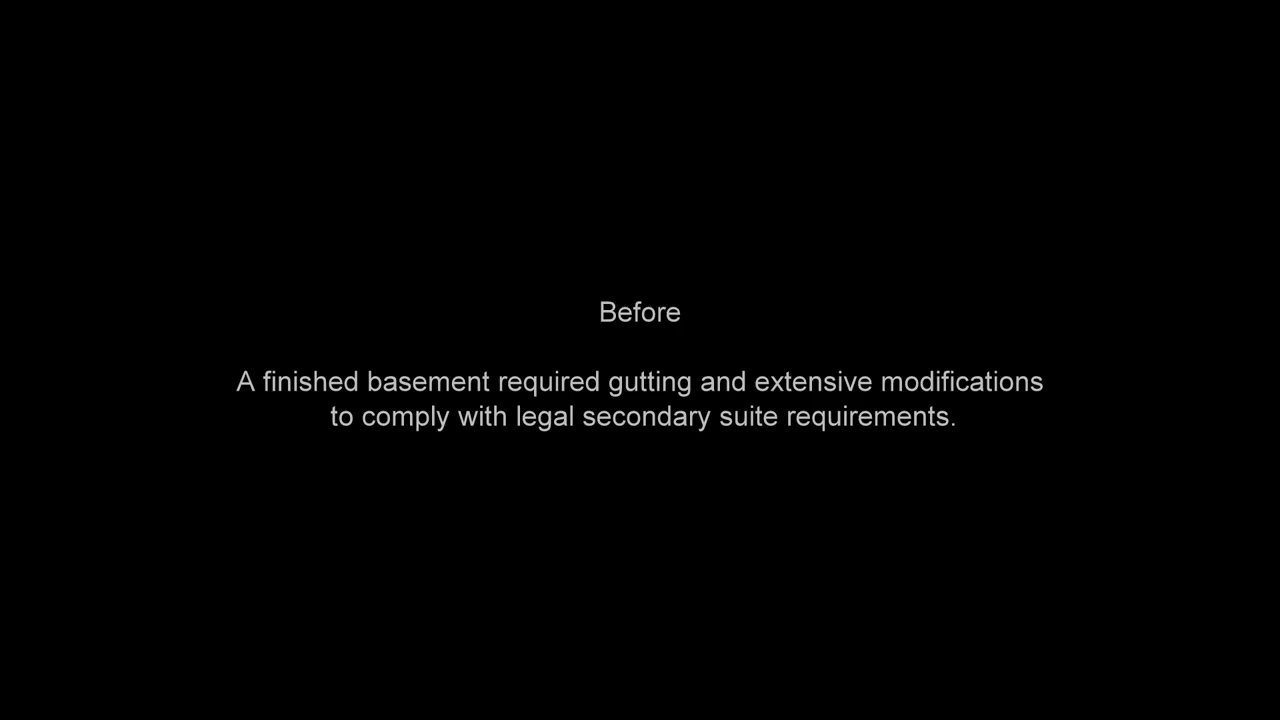 Before
A finished basement required gutting and extensive modifications
to comply with legal secondary suite requirements.